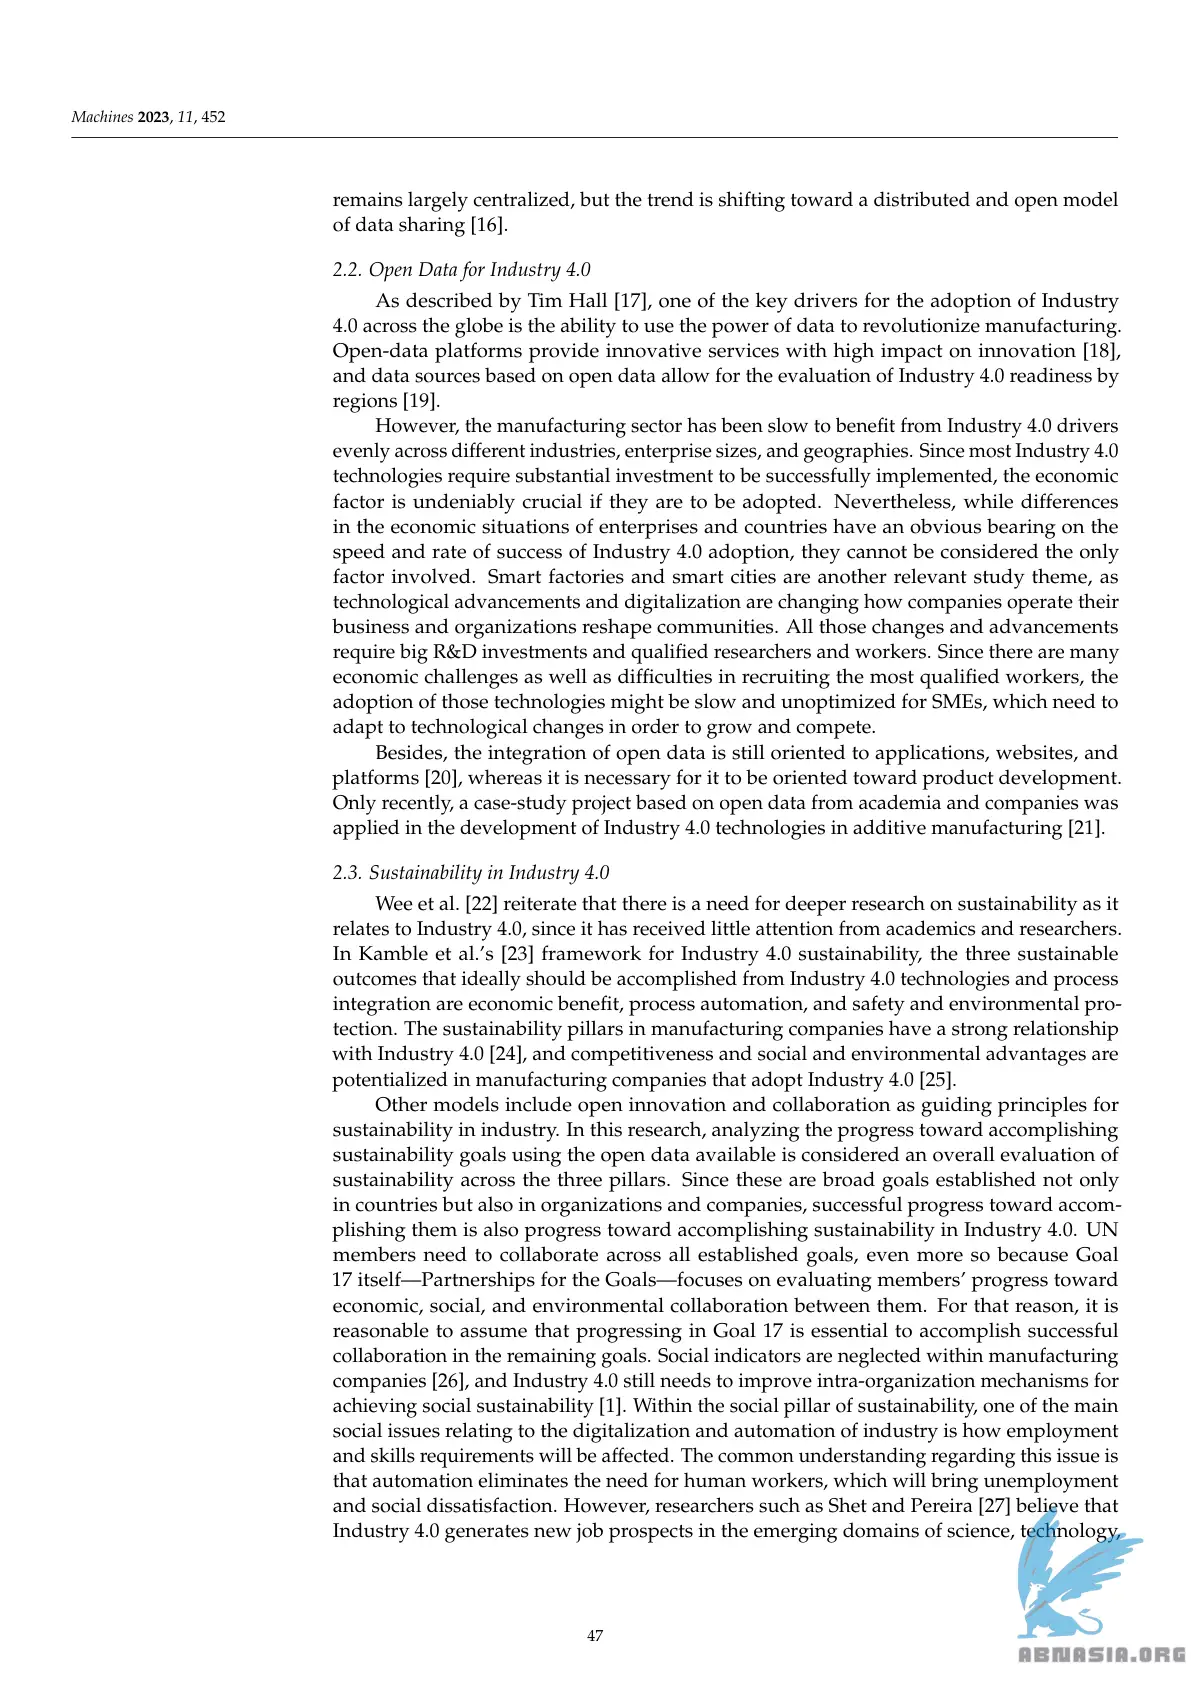 Machines 2023, 11, 452
remains largely centralized, but the trend is shifting toward a distributed and open model
of data sharing [16].
2.2. Open Data for Industry 4.0
As described by Tim Hall [17], one of the key drivers for the adoption of Industry
4.0 across the globe is the ability to use the power of data to revolutionize manufacturing.
Open-data platforms provide innovative services with high impact on innovation [18],
and data sources based on open data allow for the evaluation of Industry 4.0 readiness by
regions [19].
However, the manufacturing sector has been slow to benefit from Industry 4.0 drivers
evenly across different industries, enterprise sizes, and geographies. Since most Industry 4.0
technologies require substantial investment to be successfully implemented, the economic
factor is undeniably crucial if they are to be adopted. Nevertheless, while differences
in the economic situations of enterprises and countries have an obvious bearing on the
speed and rate of success of Industry 4.0 adoption, they cannot be considered the only
factor involved. Smart factories and smart cities are another relevant study theme, as
technological advancements and digitalization are changing how companies operate their
business and organizations reshape communities. All those changes and advancements
require big R&D investments and qualified researchers and workers. Since there are many
economic challenges as well as difficulties in recruiting the most qualified workers, the
adoption of those technologies might be slow and unoptimized for SMEs, which need to
adapt to technological changes in order to grow and compete.
Besides, the integration of open data is still oriented to applications, websites, and
platforms [20], whereas it is necessary for it to be oriented toward product development.
Only recently, a case-study project based on open data from academia and companies was
applied in the development of Industry 4.0 technologies in additive manufacturing [21].
2.3. Sustainability in Industry 4.0
Wee et al. [22] reiterate that there is a need for deeper research on sustainability as it
relates to Industry 4.0, since it has received little attention from academics and researchers.
In Kamble et al.'s [23] framework for Industry 4.0 sustainability, the three sustainable
outcomes that ideally should be accomplished from Industry 4.0 technologies and process
integration are economic benefit, process automation, and safety and environmental pro-
tection. The sustainability pillars in manufacturing companies have a strong relationship
with Industry 4.0 [24], and competitiveness and social and environmental advantages are
potentialized in manufacturing companies that adopt Industry 4.0 [25].
Other models include open innovation and collaboration as guiding principles for
sustainability in industry. In this research, analyzing the progress toward accomplishing
sustainability goals using the open data available is considered an overall evaluation of
sustainability across the three pillars. Since these are broad goals established not only
in countries but also in organizations and companies, successful progress toward accom-
plishing them is also progress toward accomplishing sustainability in Industry 4.0. UN
members need to collaborate across all established goals, even more so because Goal
17 itself—Partnerships for the Goals—focuses on evaluating members' progress toward
economic, social, and environmental collaboration between them. For that reason, it is
reasonable to assume that progressing in Goal 17 is essential to accomplish successful
collaboration in the remaining goals. Social indicators are neglected within manufacturing
companies [26], and Industry 4.0 still needs to improve intra-organization mechanisms for
achieving social sustainability [1]. Within the social pillar of sustainability, one of the main
social issues relating to the digitalization and automation of industry is how employment
and skills requirements will be affected. The common understanding regarding this issue is
that automation eliminates the need for human workers, which will bring unemployment
and social dissatisfaction. However, researchers such as Shet and Pereira [27] believe that
Industry 4.0 generates new job prospects in the emerging domains of science, technology,
47
ABNASIA.ORG